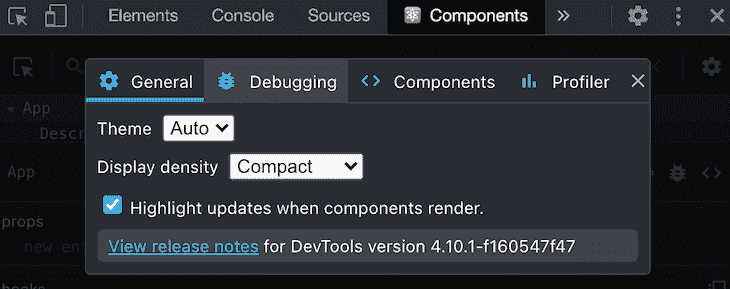 Elements Console Sources Components
General Debugging Components Profiler
App
Theme Auto
Descr
Display density Compact
App
Highlight updates when components render.
props
View release notes for DevTools version 4.10.1-f160547f47
new en
hooks